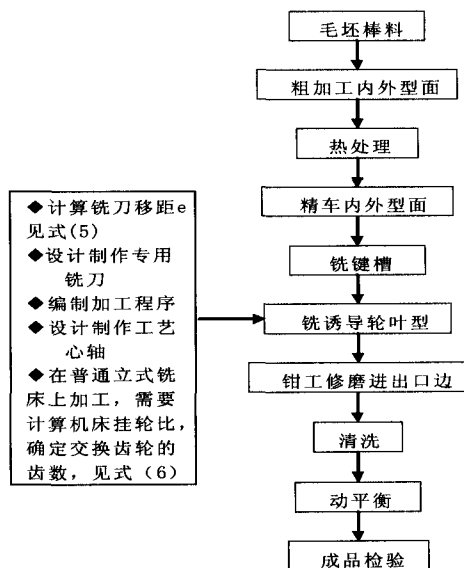 毛坯棒料
粗加工内外型面
热处理
精车内外型面
铣键槽
◆计算铣刀移距e
见式(5)
◆设计制作专用
铣刀
◆编制加工程序
◆设计制作工艺
心轴
◆在普通立式铣
床上加工，需要
计算机床挂轮比，
确定交换齿轮的
齿数，见式（6）
铣诱导轮叶型
钳工修磨进出口边
清洗
动平衡
成品检验